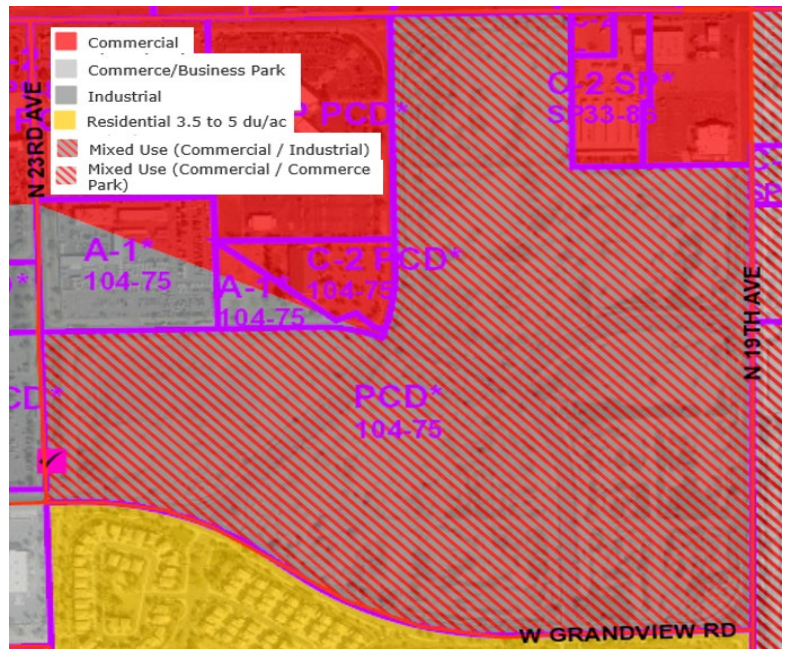 Commercial
Commerce/Business Park
Industrial
Residential 3.5 to 5 du/ac
Mixed Use (Commercial / Industrial)
Mixed Use (Commercial / Commerce
Park)
N 23RD AVE
PCD*
C-2 SP*
SP33-86
A-1*
104-75
C-2 PCD*
104-75
A-1*
104-75
N 19TH AVE
PCD*
104-75
W GRANDVIEW RD